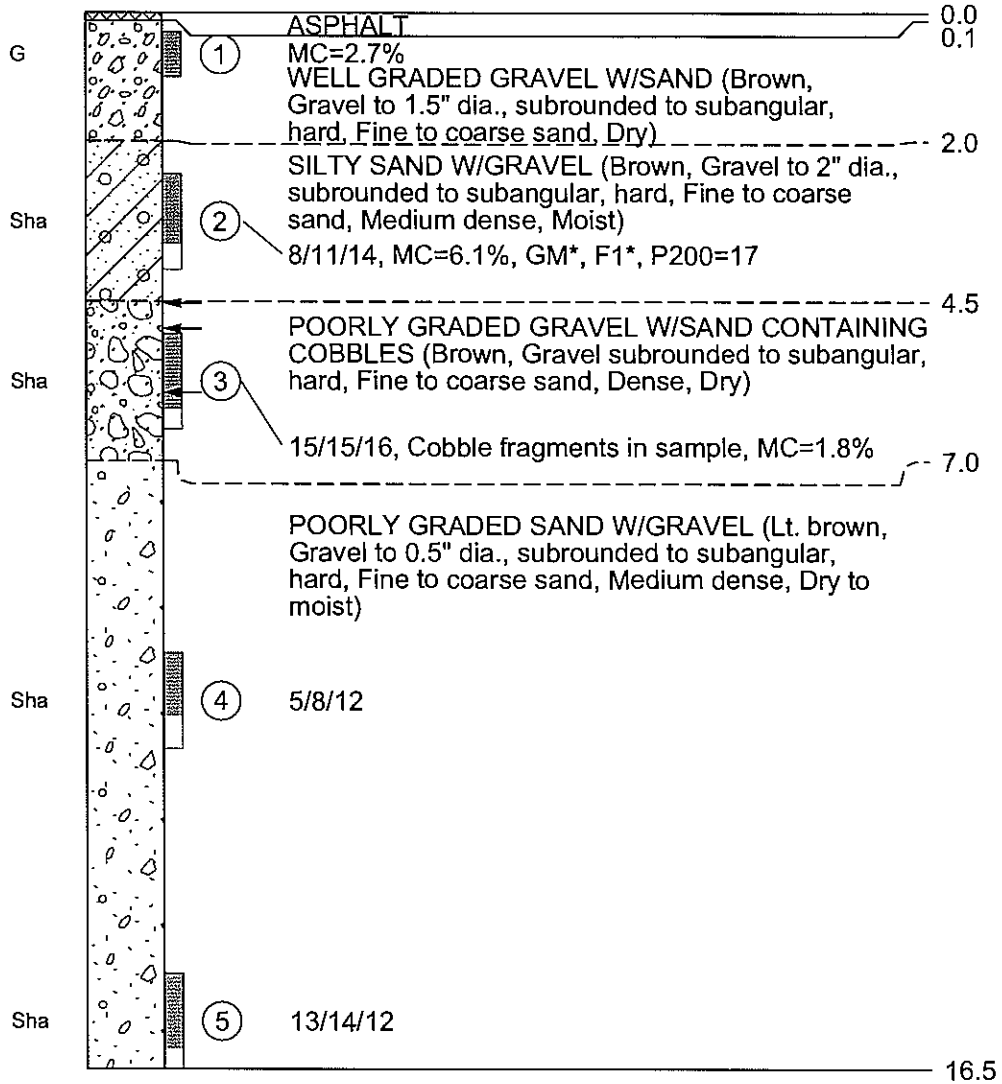 ASPHALT
0.0
0.1
G
1
MC=2.7%
WELL GRADED GRAVEL W/SAND (Brown,
Gravel to 1.5" dia., subrounded to subangular,
hard, Fine to coarse sand, Dry)
2.0
SILTY SAND W/GRAVEL (Brown, Gravel to 2" dia.,
subrounded to subangular, hard, Fine to coarse
sand, Medium dense, Moist)
Sha
2
8/11/14, MC=6.1%, GM*, F1*, P200=17
4.5
POORLY GRADED GRAVEL W/SAND CONTAINING
COBBLES (Brown, Gravel subrounded to subangular,
hard, Fine to coarse sand, Dense, Dry)
Sha
3
15/15/16, Cobble fragments in sample, MC=1.8%
7.0
POORLY GRADED SAND W/GRAVEL (Lt. brown,
Gravel to 0.5" dia., subrounded to subangular,
hard, Fine to coarse sand, Medium dense, Dry to
moist)
Sha
4
5/8/12
Sha
5
13/14/12
16.5